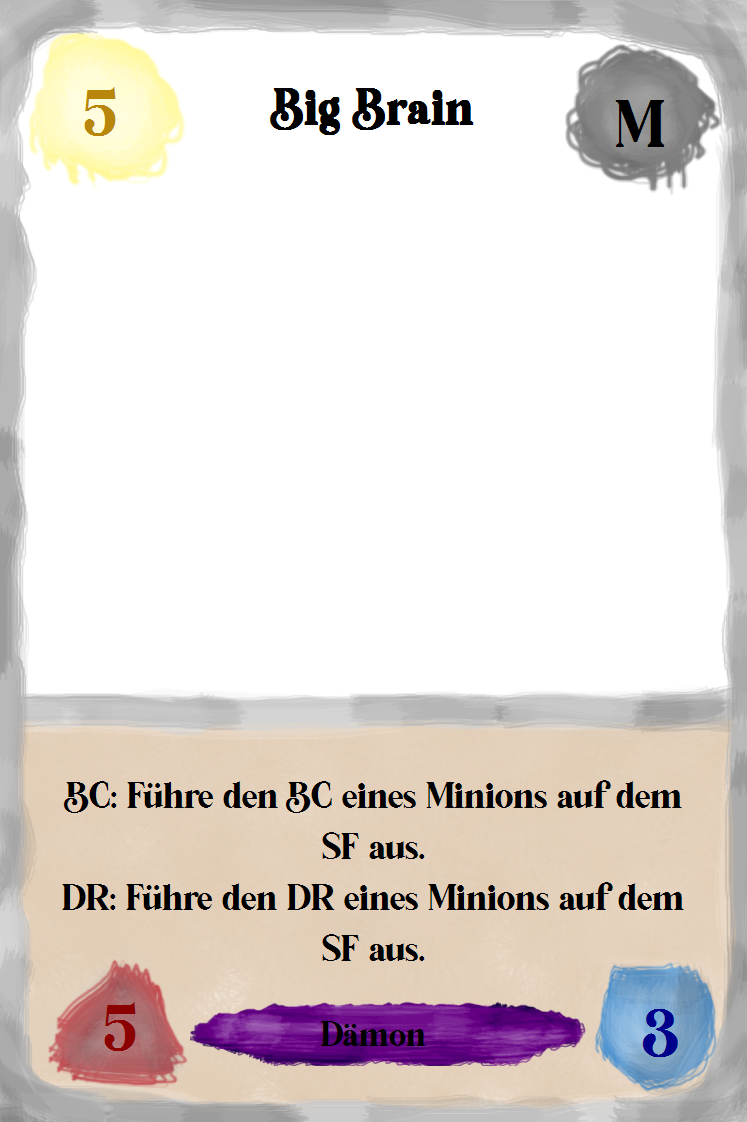 5
Big Brain
M
BC: Führe den BC eines Minions auf dem
SF aus.
DR: Führe den DR eines Minions auf dem
SF aus.
5
Dämon
3